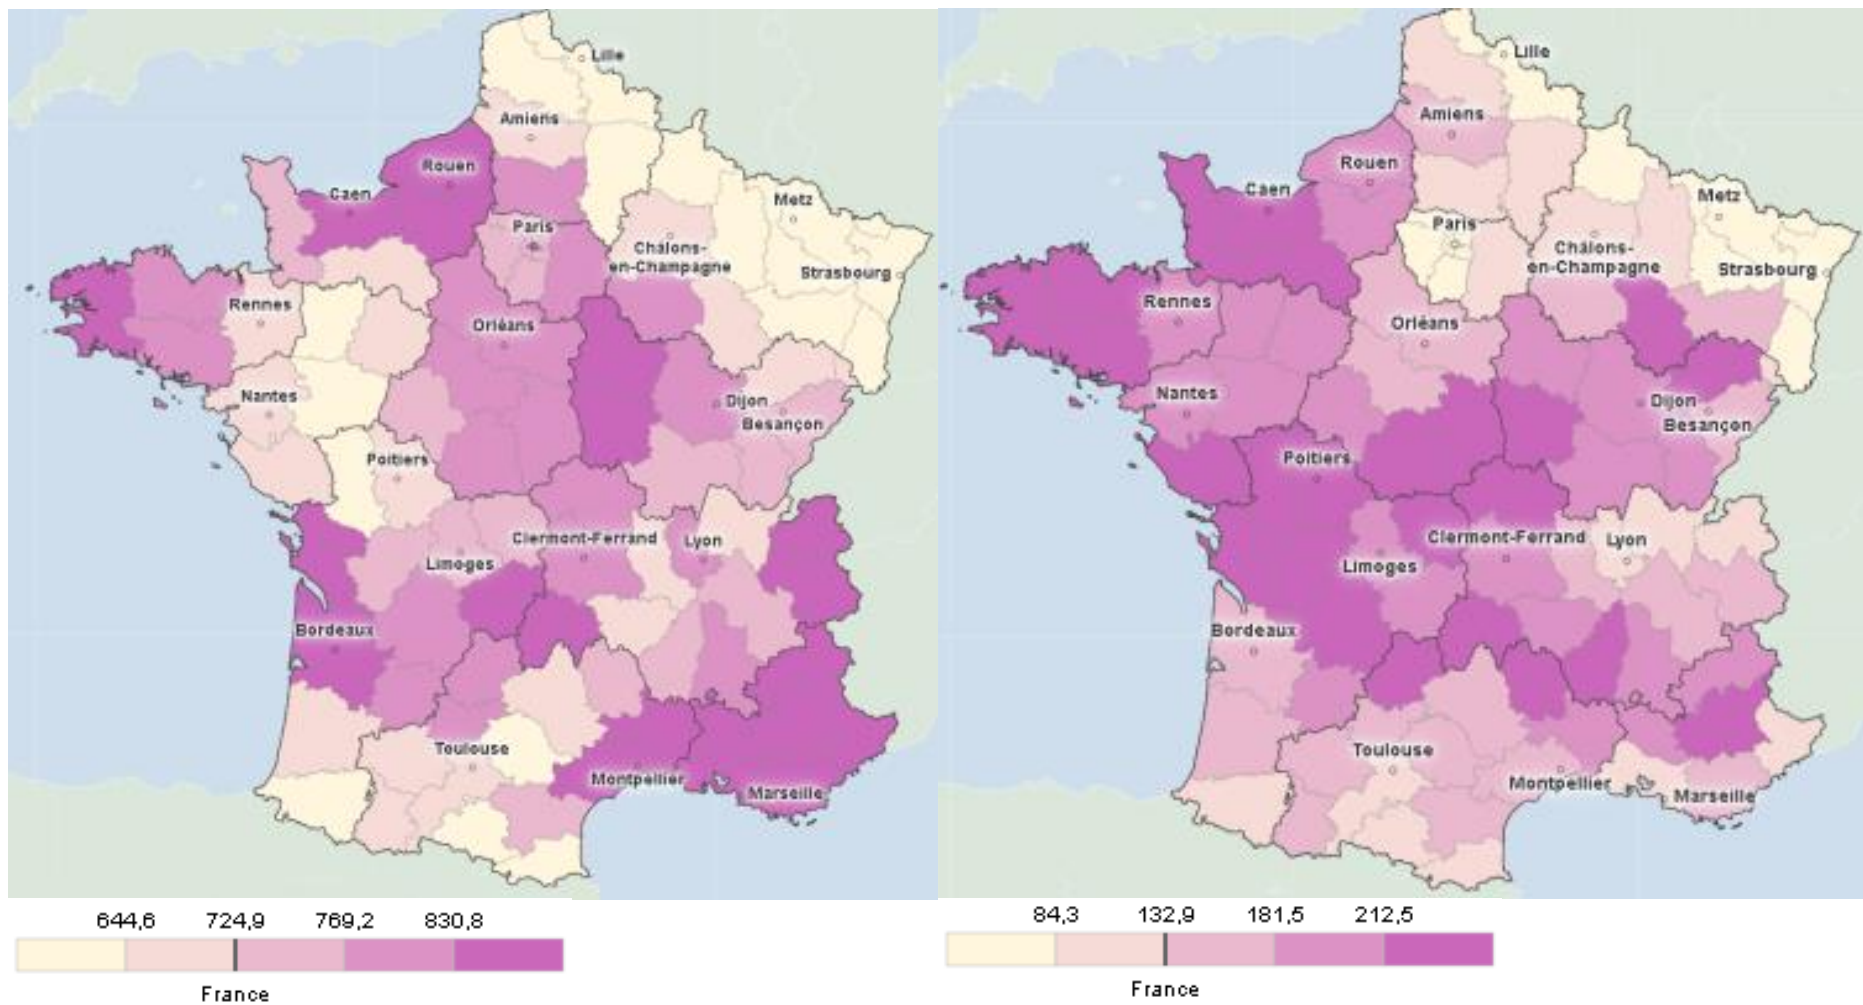 Lille
Amiens
Rouen
Caen
Metz
Paris
Châlons-
en-Champagne
Strasbourg
Rennes
Orléans
Nantes
Dijon
Besançon
Poitiers
Clermont-Ferrand
Lyon
Limoges
Bordeaux
Toulouse
Montpellier
Marseille
644,6 724,9 769,2 830,8
France
Lille
Amiens
Rouen
Caen
Metz
Paris
Châlons-
en-Champagne
Strasbourg
Rennes
Orléans
Nantes
Dijon
Besançon
Poitiers
Clermont-Ferrand
Lyon
Limoges
Bordeaux
Toulouse
Montpellier
Marseille
84,3 132,9 181,5 212,5
France